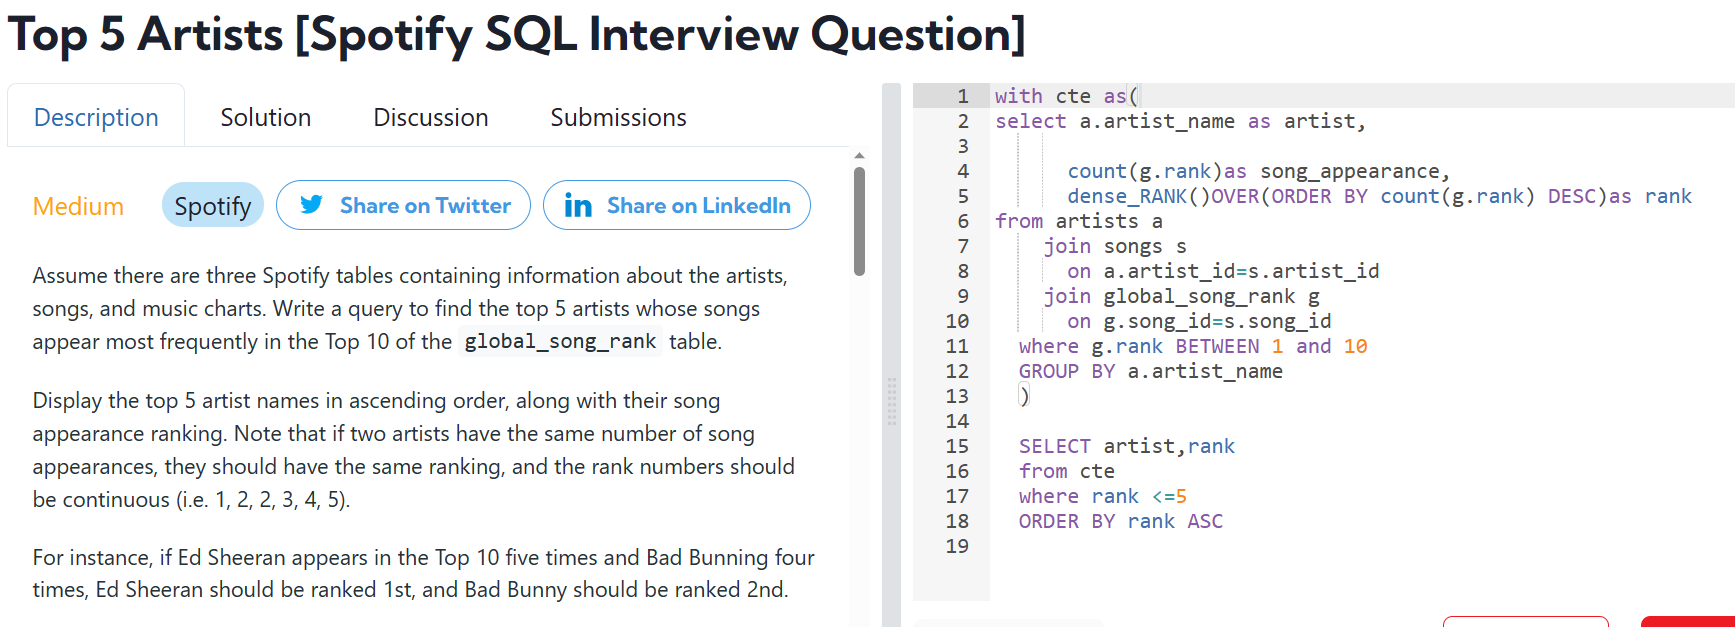 Top 5 Artists [Spotify SQL Interview Question]
Description
Solution
Discussion
Submissions
Medium
Spotify
Share on Twitter
Share on LinkedIn
Assume there are three Spotify tables containing information about the artists,
songs, and music charts. Write a query to find the top 5 artists whose songs
appear most frequently in the Top 10 of the global_song_rank table.
Display the top 5 artist names in ascending order, along with their song
appearance ranking. Note that if two artists have the same number of song
appearances, they should have the same ranking, and the rank numbers should
be continuous (i.e. 1, 2, 2, 3, 4, 5).
For instance, if Ed Sheeran appears in the Top 10 five times and Bad Bunning four
times, Ed Sheeran should be ranked 1st, and Bad Bunny should be ranked 2nd.
1 with cte as(
2 select a.artist_name as artist,
3
4 count(g.rank)as song_appearance,
5 dense_RANK()OVER(ORDER BY count(g.rank) DESC)as rank
6 from artists a
7 join songs s
8 on a.artist_id=s.artist_id
9 join global_song_rank g
10 on g.song_id=s.song_id
11 where g.rank BETWEEN 1 and 10
12 GROUP BY a.artist_name
13 )
14
15 SELECT artist,rank
16 from cte
17 where rank <=5
18 ORDER BY rank ASC
19